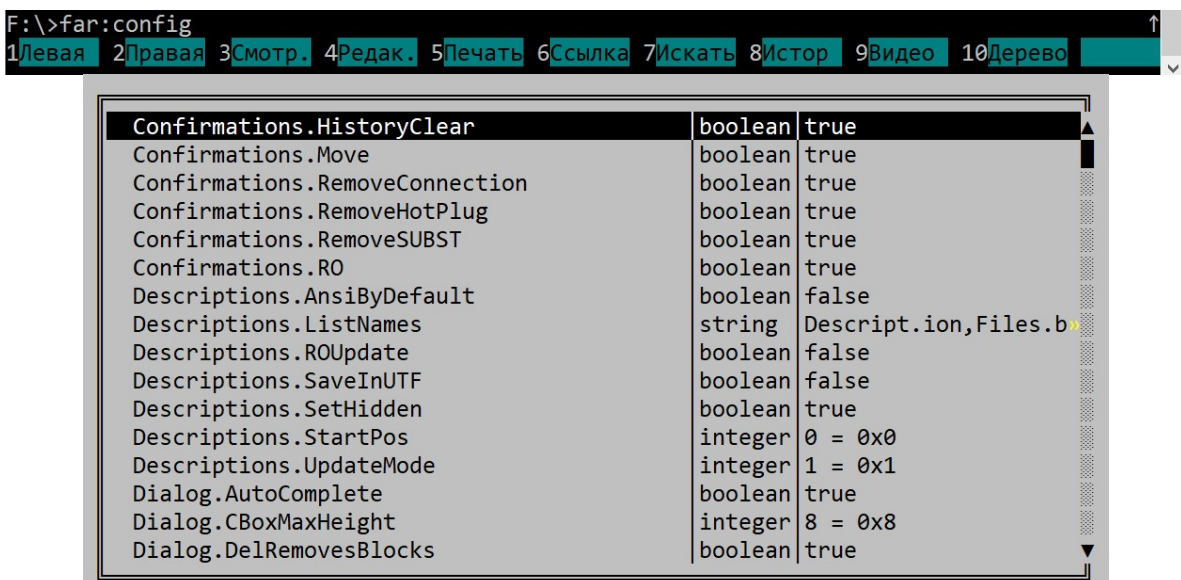 F:\>far:config ↑
1Левая 2Правая 3Смотр. 4Редак. 5Печать 6Ссылка 7Искать 8Истор 9Видео 10Дерево
Confirmations.HistoryClear boolean true
Confirmations.Move boolean true
Confirmations.RemoveConnection boolean true
Confirmations.RemoveHotPlug boolean true
Confirmations.RemoveSUBST boolean true
Confirmations.RO boolean true
Descriptions.AnsiByDefault boolean false
Descriptions.ListNames string Descript.ion,Files.b»
Descriptions.ROUpdate boolean false
Descriptions.SaveInUTF boolean false
Descriptions.SetHidden boolean true
Descriptions.StartPos integer 0 = 0x0
Descriptions.UpdateMode integer 1 = 0x1
Dialog.AutoComplete boolean true
Dialog.CBoxMaxHeight integer 8 = 0x8
Dialog.DelRemovesBlocks boolean true